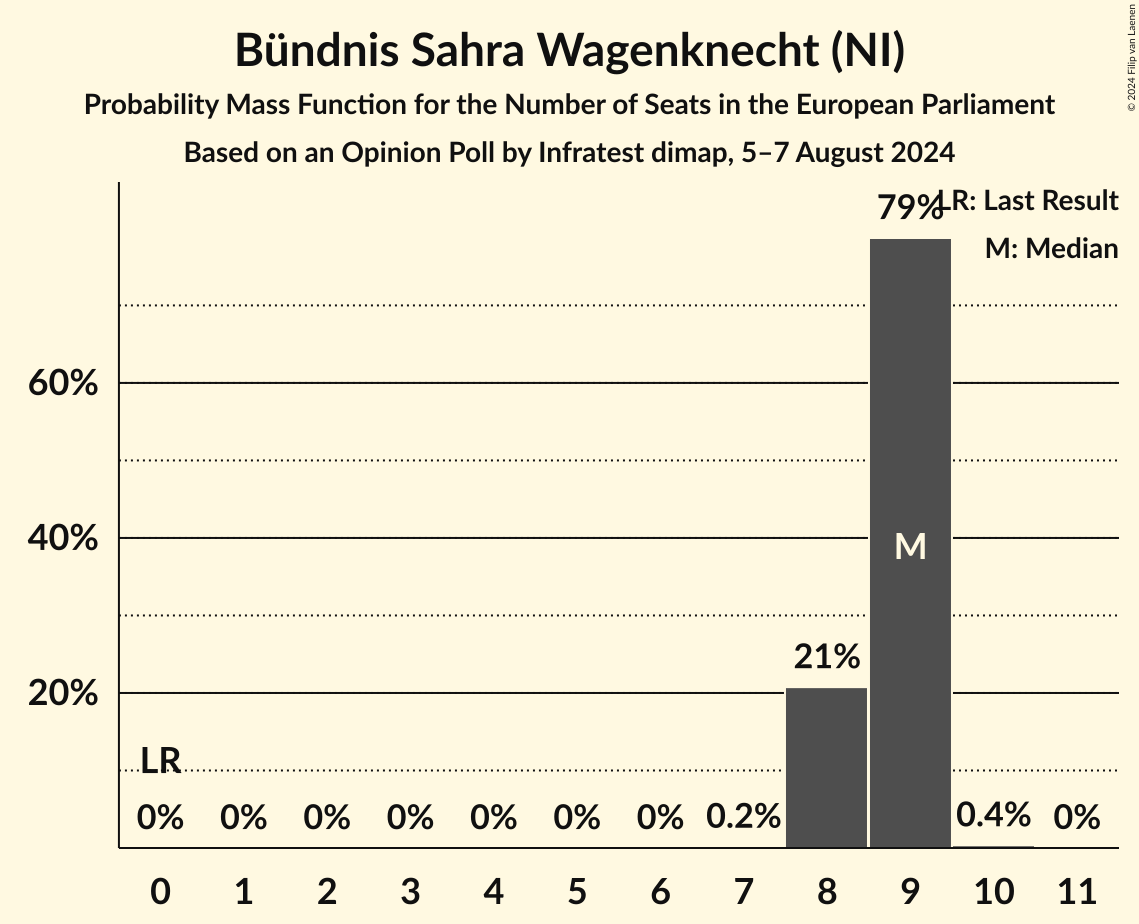 Bündnis Sahra Wagenknecht (NI)
Probability Mass Function for the Number of Seats in the European Parliament
Based on an Opinion Poll by Infratest dimap, 5–7 August 2024
© 2024 Filip van Laenen
LR: Last Result
M: Median
79%
60%
40%
M
21%
20%
LR
0% 0% 0% 0% 0% 0% 0% 0.2% 0.4% 0%
0 1 2 3 4 5 6 7 8 9 10 11